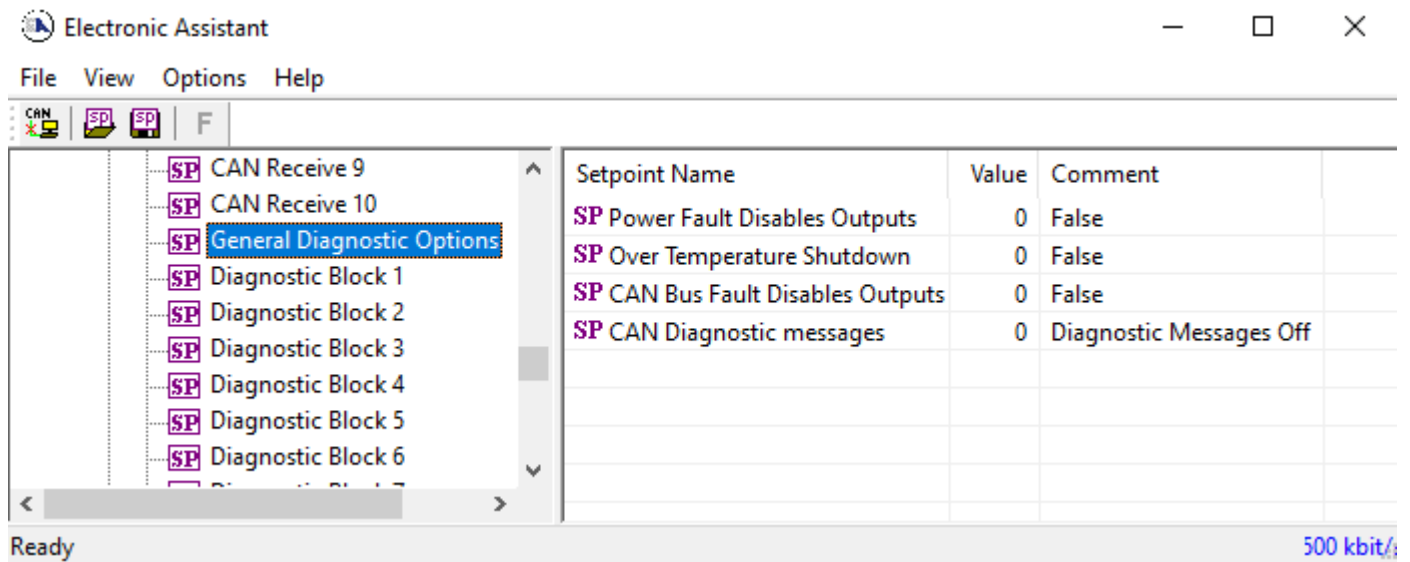 Electronic Assistant
File View Options Help
CAN SP SP F
SP CAN Receive 9
SP CAN Receive 10
SP General Diagnostic Options
SP Diagnostic Block 1
SP Diagnostic Block 2
SP Diagnostic Block 3
SP Diagnostic Block 4
SP Diagnostic Block 5
SP Diagnostic Block 6
Setpoint Name Value Comment
SP Power Fault Disables Outputs 0 False
SP Over Temperature Shutdown 0 False
SP CAN Bus Fault Disables Outputs 0 False
SP CAN Diagnostic messages 0 Diagnostic Messages Off
Ready
500 kbit/